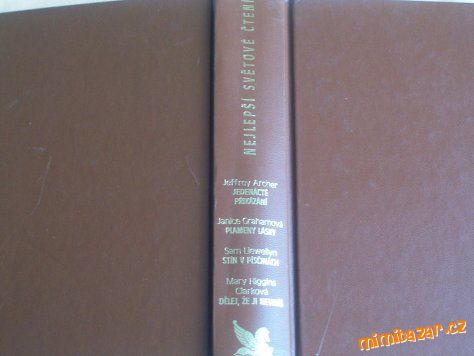 NEJLEPŠÍ SVĚTOVÉ ČTENÍ
Jeffrey Archer
JEDENÁCTÉ
PŘIKÁZÁNÍ
Janice Grahamová
PLAMENY LÁSKY
Sam Llewellyn
STÍN V PÍSČINÁCH
Mary Higgins
Clarková
DĚLEJ, ŽE JI NEVIDÍŠ
mimibazar.cz